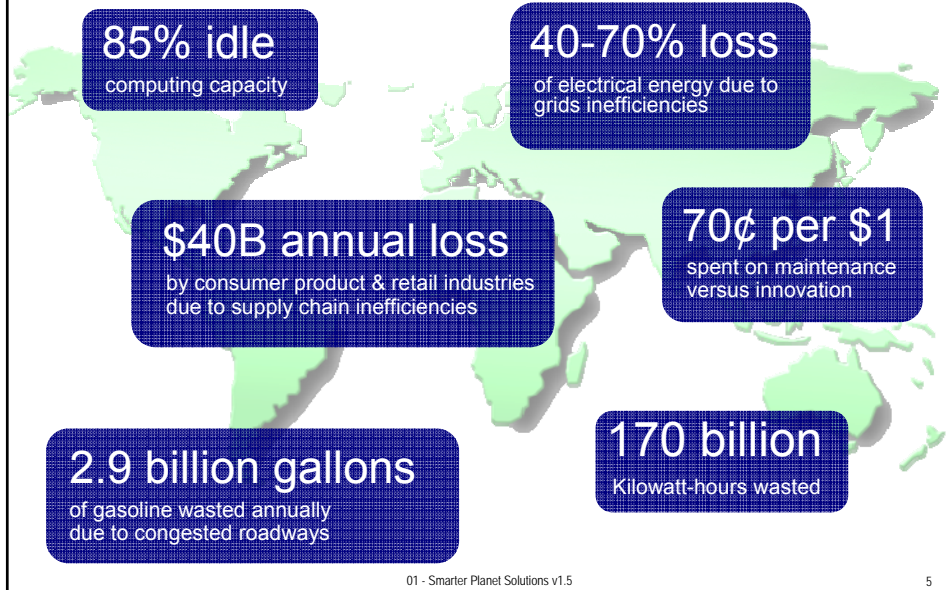 85% idle
computing capacity
40-70% loss
of electrical energy due to
grids inefficiencies
$40B annual loss
by consumer product & retail industries
due to supply chain inefficiencies
70¢ per $1
spent on maintenance
versus innovation
2.9 billion gallons
of gasoline wasted annually
due to congested roadways
170 billion
Kilowatt-hours wasted
01 - Smarter Planet Solutions v1.5
5